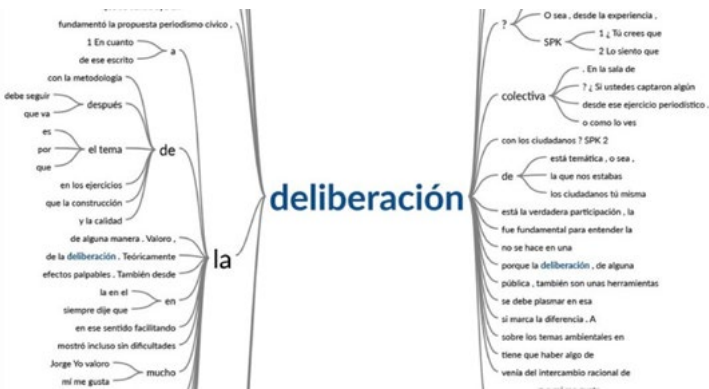 fundamentó la propuesta periodismo cívico ,
1 En cuanto
de ese escrito
a
con la metodología
debe seguir
que va
después
es
por
que
el tema
de
en los ejercicios
que la construcción
y la calidad
de alguna manera . Valoro ,
de la deliberación . Teóricamente
efectos palpables . También desde
la en el
siempre dije que
en
en ese sentido facilitando
mostró incluso sin dificultades
Jorge Yo valoro
mí me gusta
mucho
la
deliberación
?
O sea , desde la experiencia ,
SPK
1 ¿ Tú crees que
2 Lo siento que
colectiva
. En la sala de
? ¿ Si ustedes captaron algún
desde ese ejercicio periodístico ,
o como lo ves
con los ciudadanos ? SPK 2
de
está temática , o sea ,
la que nos estabas
los ciudadanos tú misma
está la verdadera participación , la
fue fundamental para entender la
no se hace en una
porque la deliberación , de alguna
pública , también son unas herramientas
se debe plasmar en esa
si marca la diferencia . A
sobre los temas ambientales en
tiene que haber algo de
venía del intercambio racional de